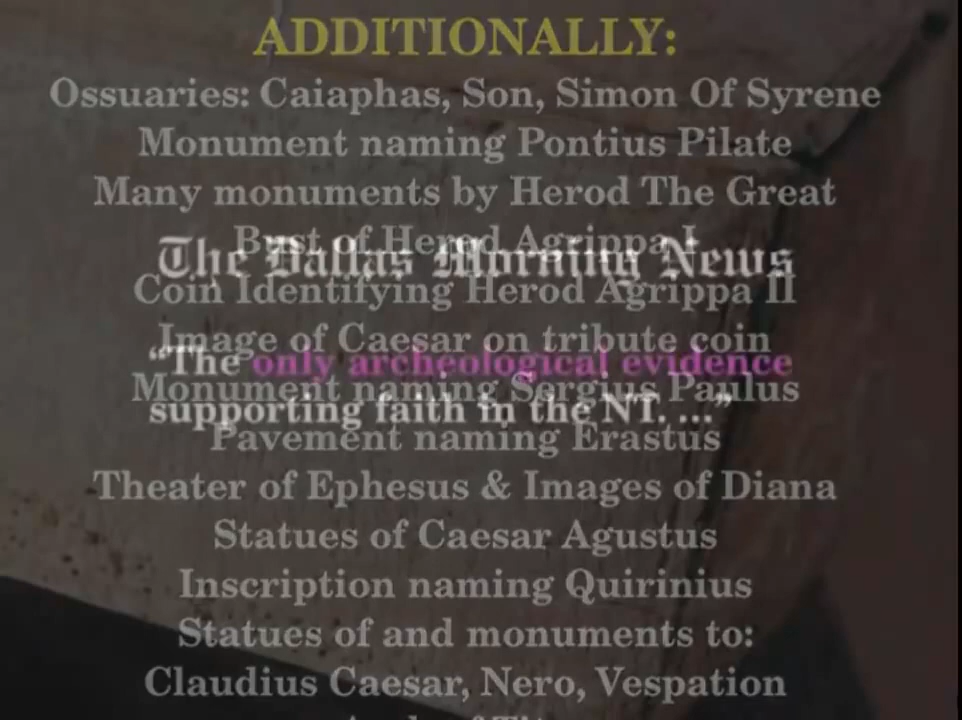 ADDITIONALLY:
Ossuaries: Caiaphas, Son, Simon Of Syrene
Monument naming Pontius Pilate
Many monuments by Herod The Great
Bust of Herod Agrippa I
The Dallas Morning News
Coin Identifying Herod Agrippa II
Image of Caesar on tribute coin
“The only archeological evidence
Monument naming Sergius Paulus
supporting faith in the NT. ...”
Pavement naming Erastus
Theater of Ephesus & Images of Diana
Statues of Caesar Agustus
Inscription naming Quirinius
Statues of and monuments to:
Claudius Caesar, Nero, Vespation